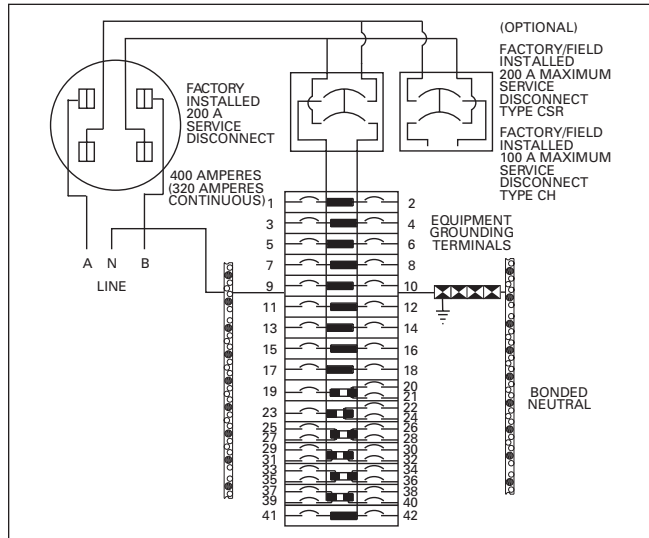 (OPTIONAL)
FACTORY/FIELD
INSTALLED
200 A MAXIMUM
SERVICE
DISCONNECT
TYPE CSR
FACTORY/FIELD
INSTALLED
100 A MAXIMUM
SERVICE
DISCONNECT
TYPE CH
FACTORY
INSTALLED
200 A
SERVICE
DISCONNECT
400 AMPERES
(320 AMPERES
CONTINUOUS)
A N B
LINE
EQUIPMENT
GROUNDING
TERMINALS
BONDED
NEUTRAL
1 2
3 4
5 6
7 8
9 10
11 12
13 14
15 16
17 18
19 20
21
23 22
24
25 26
27 28
29 30
31 32
33 34
35 36
37 38
39 40
41 42